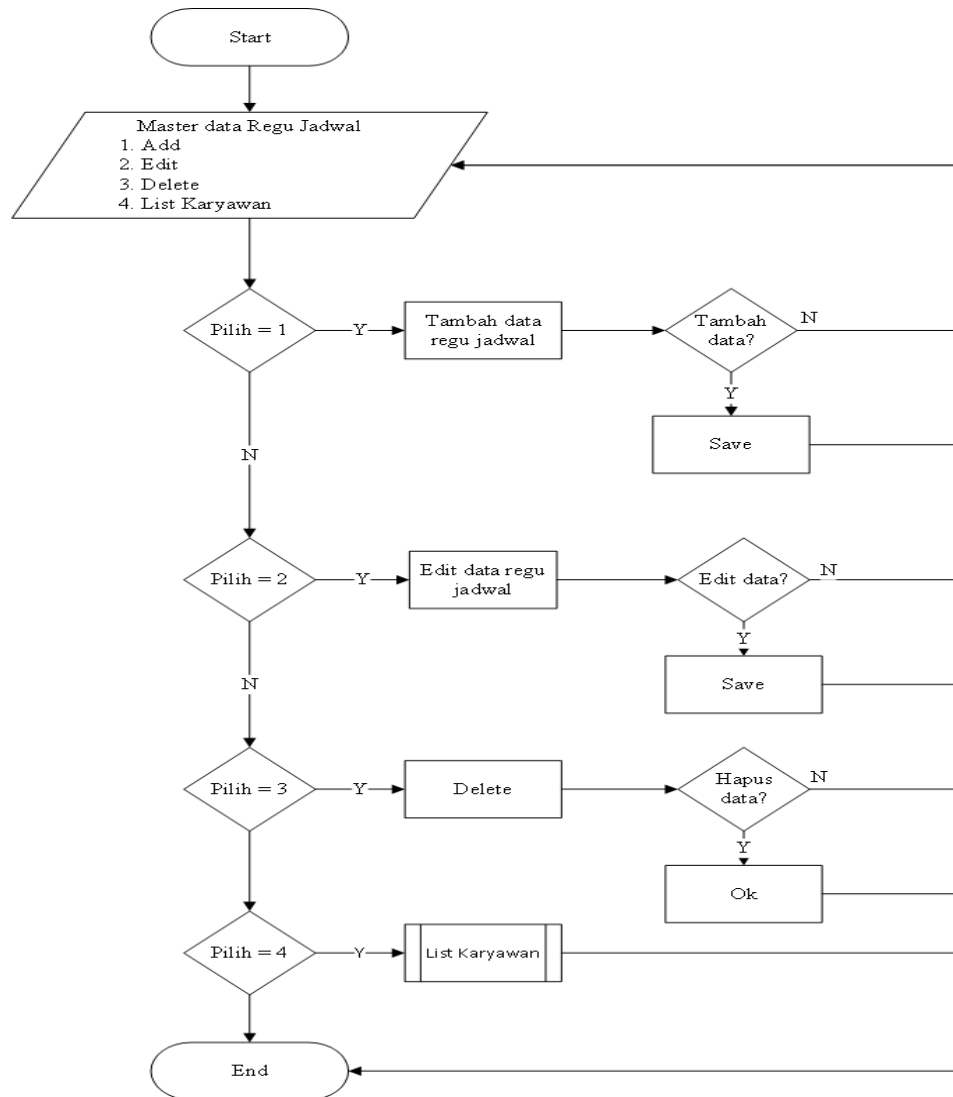 Start
Master data Regu Jadwal
1. Add
2. Edit
3. Delete
4. List Karyawan
Pilih = 1
Y
Tambah data
regu jadwal
Tambah
data?
N
Y
Save
N
Pilih = 2
Y
Edit data regu
jadwal
Edit data?
N
Y
Save
N
Pilih = 3
Y
Delete
Hapus
data?
N
Y
Ok
Pilih = 4
Y
List Karyawan
End